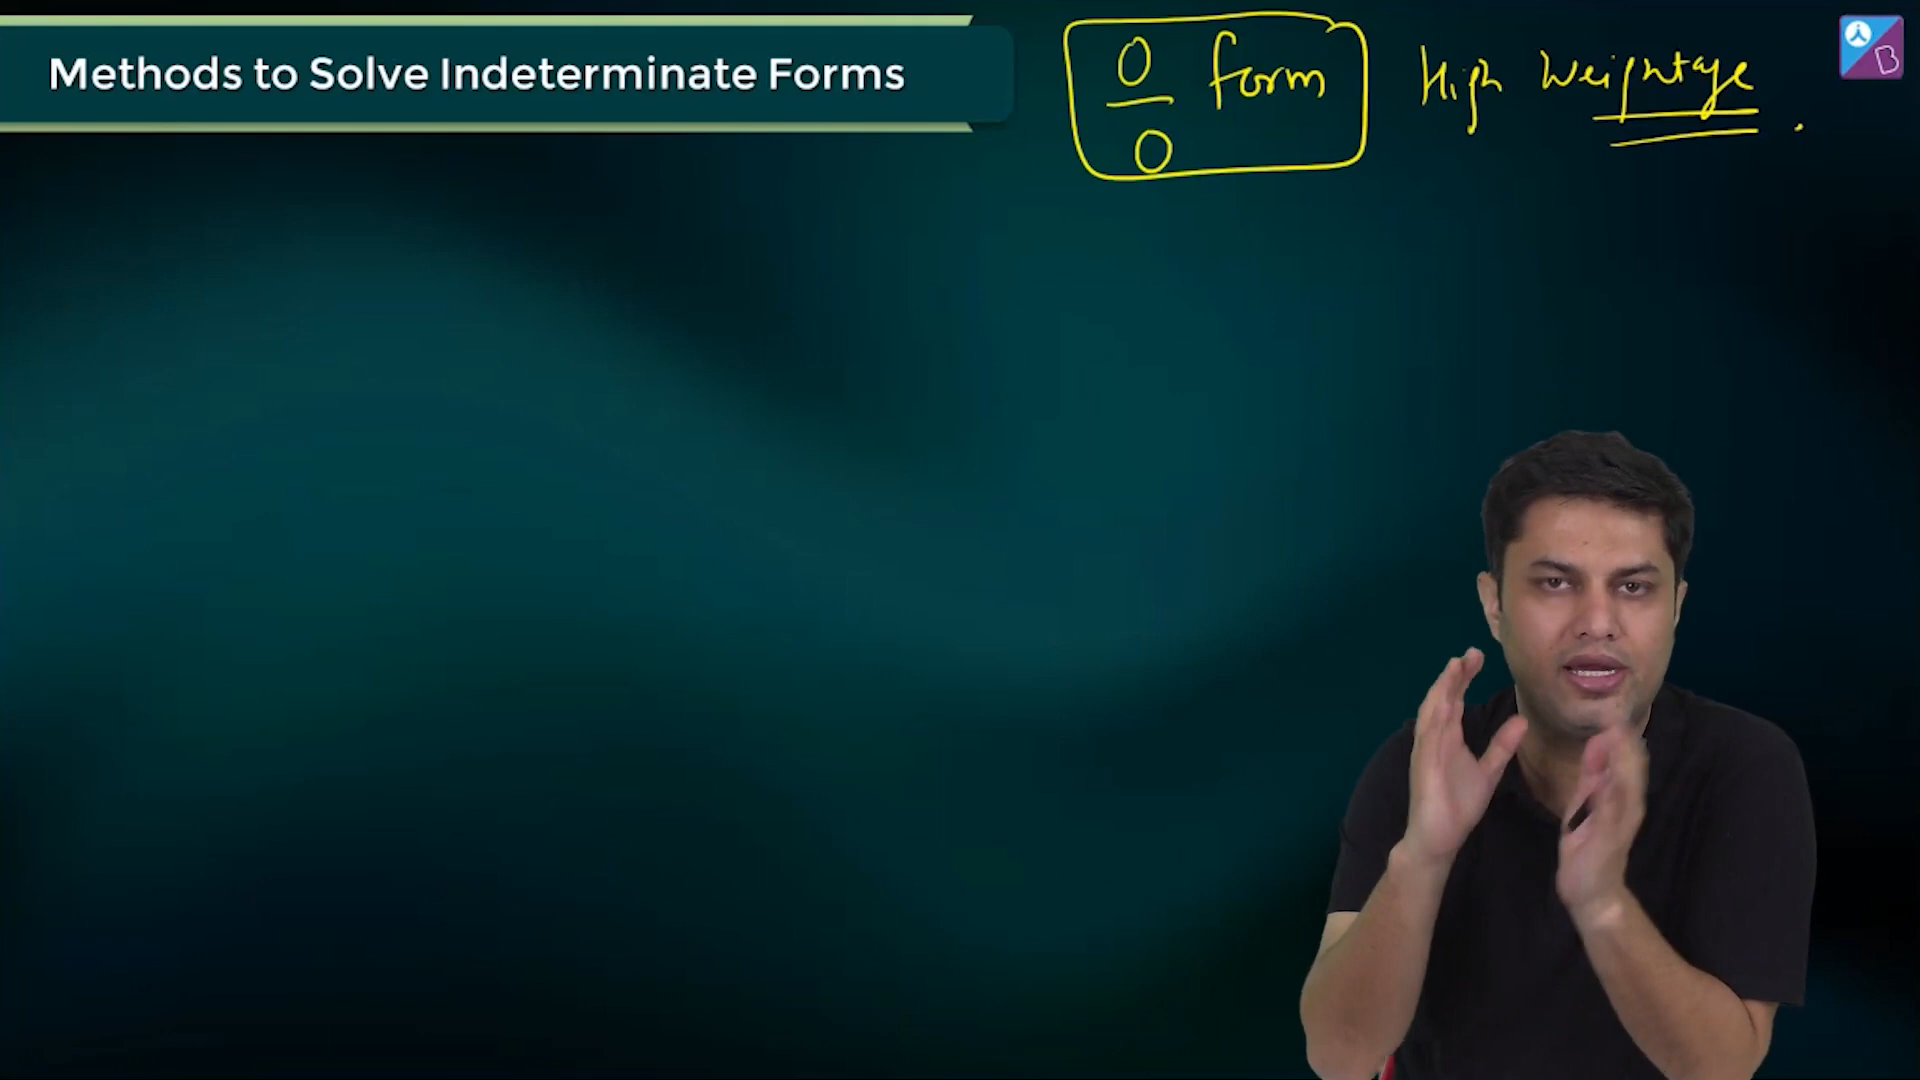 Methods to Solve Indeterminate Forms
0/0 form High Weightage.
B